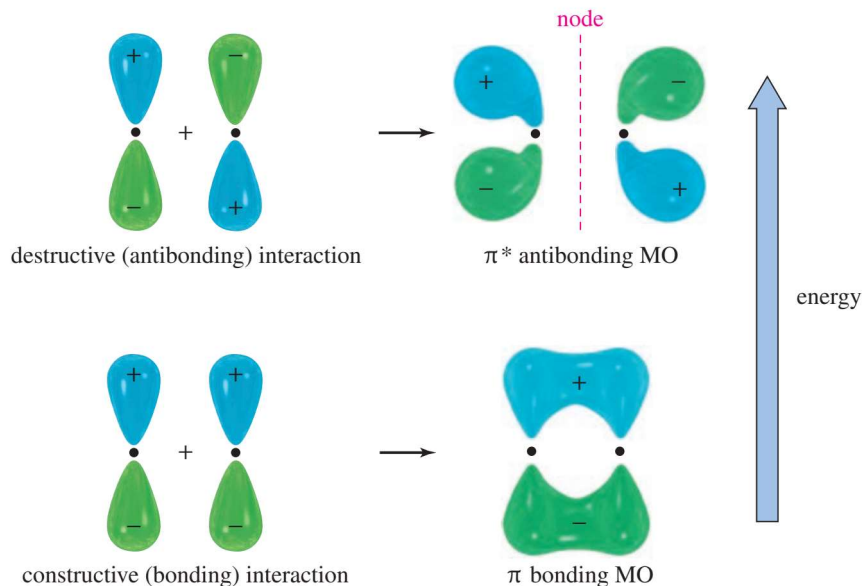 node
+ − + −
+
− + − +
destructive (antibonding) interaction
π* antibonding MO
energy
+ + +
+
− − −
constructive (bonding) interaction
π bonding MO